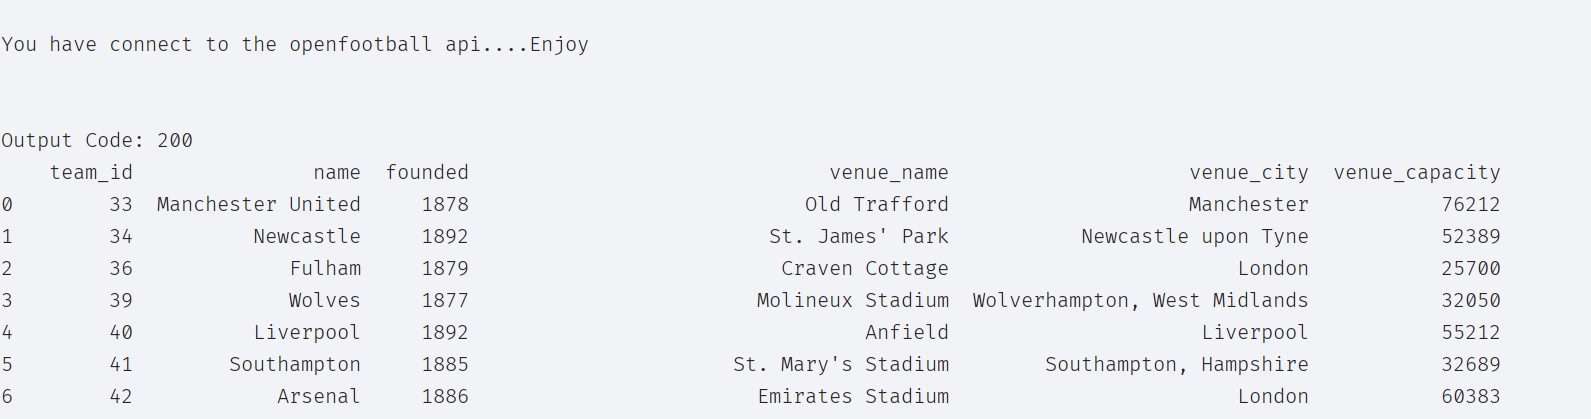 You have connect to the openfootball api....Enjoy
Output Code: 200
team_id name founded venue_name venue_city venue_capacity
0 33 Manchester United 1878 Old Trafford Manchester 76212
1 34 Newcastle 1892 St. James' Park Newcastle upon Tyne 52389
2 36 Fulham 1879 Craven Cottage London 25700
3 39 Wolves 1877 Molineux Stadium Wolverhampton, West Midlands 32050
4 40 Liverpool 1892 Anfield Liverpool 55212
5 41 Southampton 1885 St. Mary's Stadium Southampton, Hampshire 32689
6 42 Arsenal 1886 Emirates Stadium London 60383